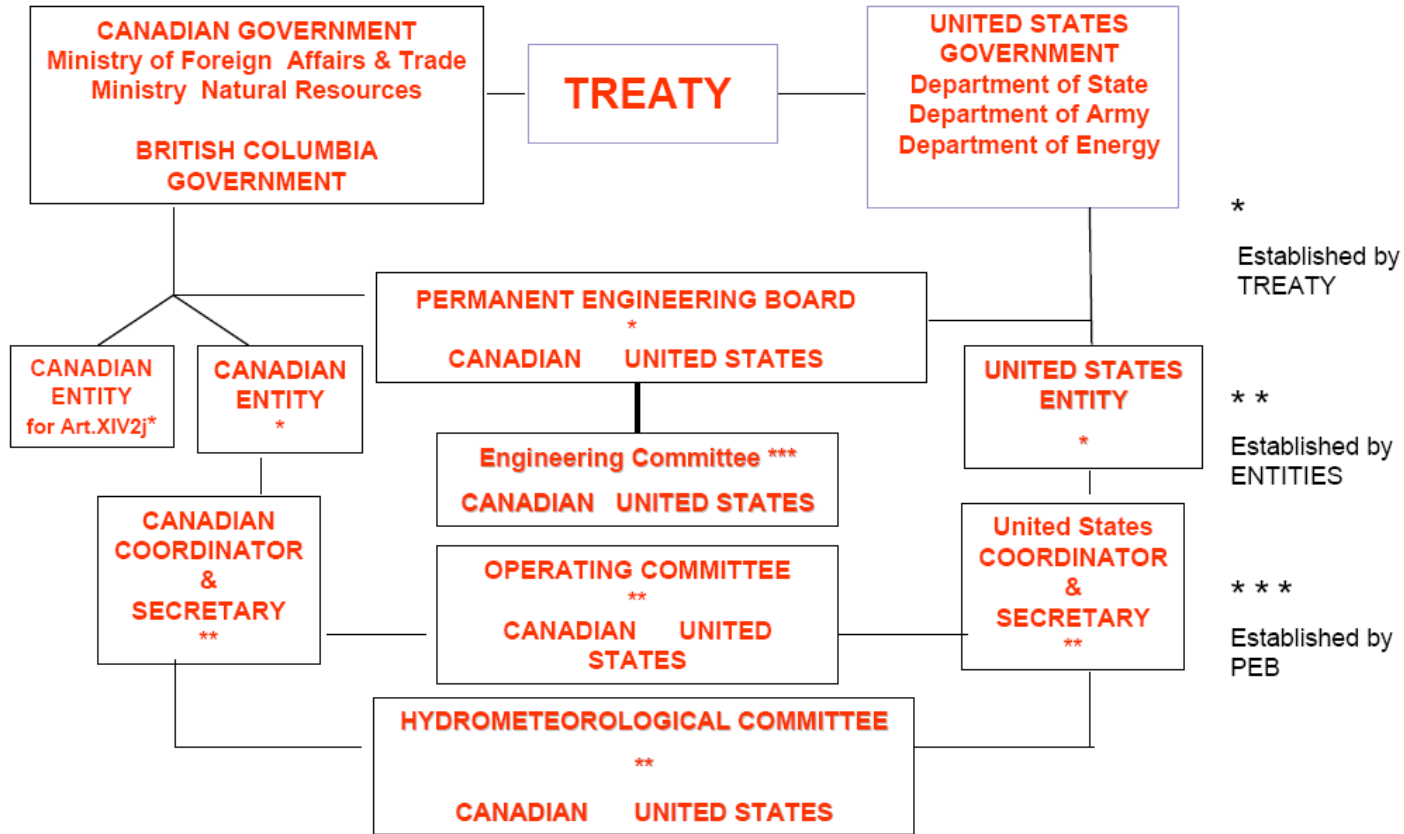 CANADIAN GOVERNMENT
Ministry of Foreign Affairs & Trade
Ministry Natural Resources
BRITISH COLUMBIA
GOVERNMENT
TREATY
UNITED STATES
GOVERNMENT
Department of State
Department of Army
Department of Energy
*
Established by
TREATY
PERMANENT ENGINEERING BOARD
*
CANADIAN UNITED STATES
CANADIAN
ENTITY
for Art.XIV2j*
CANADIAN
ENTITY
*
UNITED STATES
ENTITY
*
* *
Established by
ENTITIES
Engineering Committee ***
CANADIAN UNITED STATES
CANADIAN
COORDINATOR
&
SECRETARY
**
OPERATING COMMITTEE
**
CANADIAN UNITED
STATES
United States
COORDINATOR
&
SECRETARY
**
* * *
Established by
PEB
HYDROMETEOROLOGICAL COMMITTEE
**
CANADIAN UNITED STATES